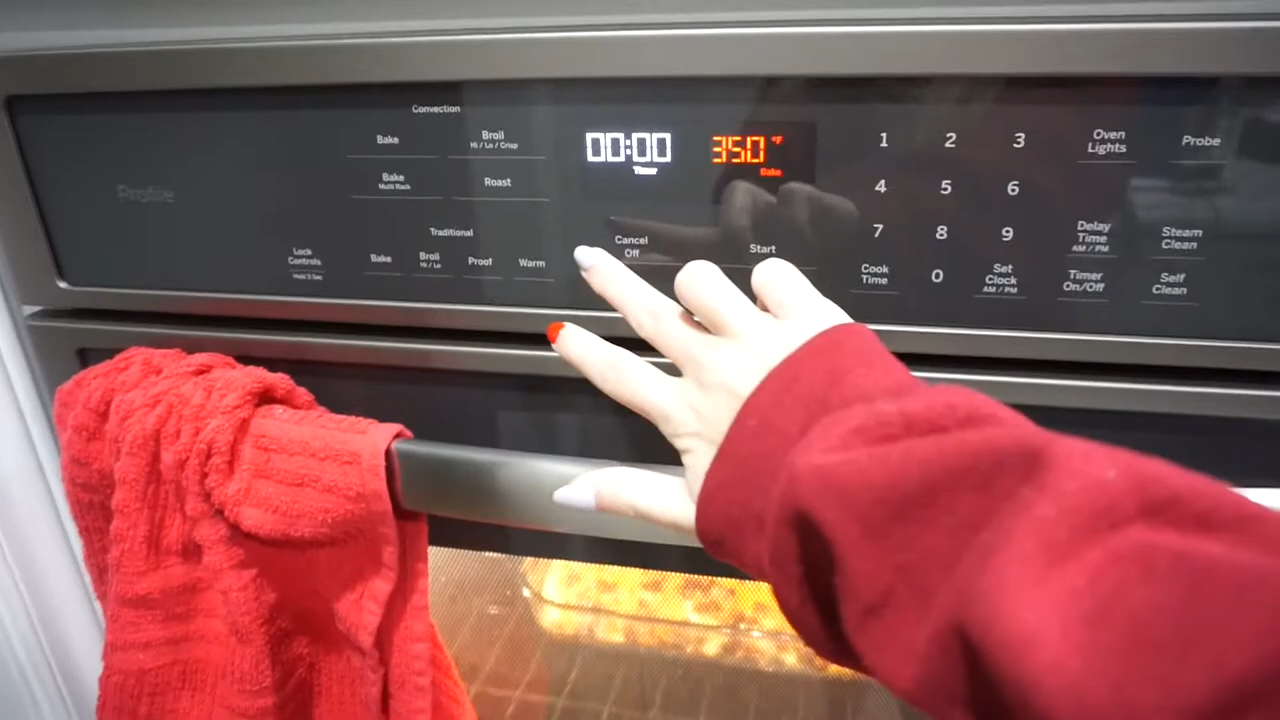 Profile
Convection
Bake
Broil
Hi / Lo / Crisp
Bake
Multi Rack
Roast
Traditional
Lock
Controls
Hold 3 Sec
Bake
Broil
Hi / Lo
Proof
Warm
00:00
Timer
350 °F
Bake
Cancel
Off
Start
1 2 3
4 5 6
7 8 9
Cook
Time
0
Set
Clock
AM / PM
Oven
Lights
Probe
Delay
Time
AM / PM
Steam
Clean
Timer
On/Off
Self
Clean